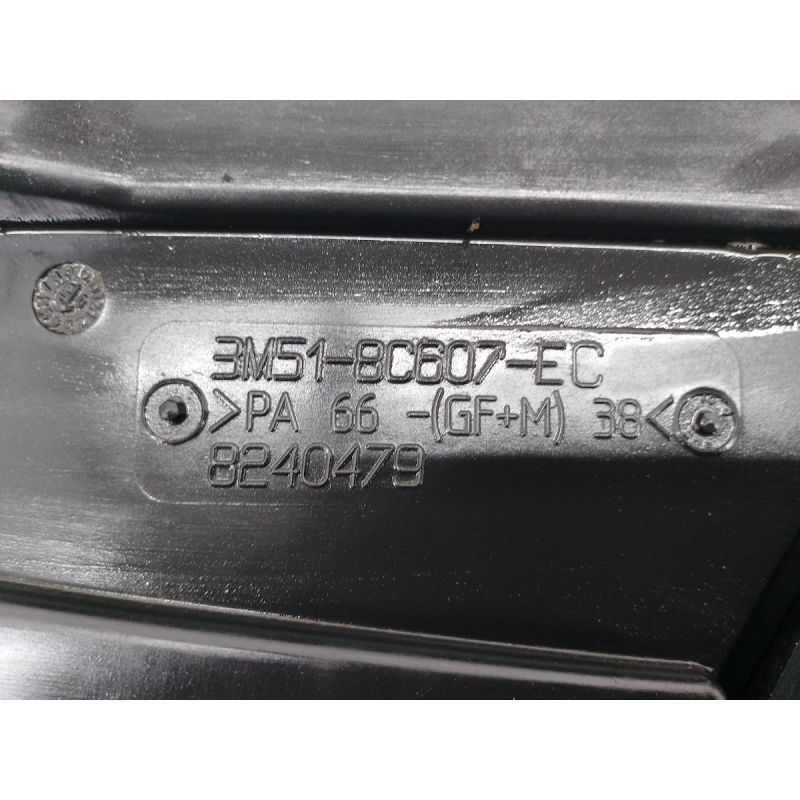 3M51-8C607-EC
>PA 66 -(GF+M) 38<
8240479